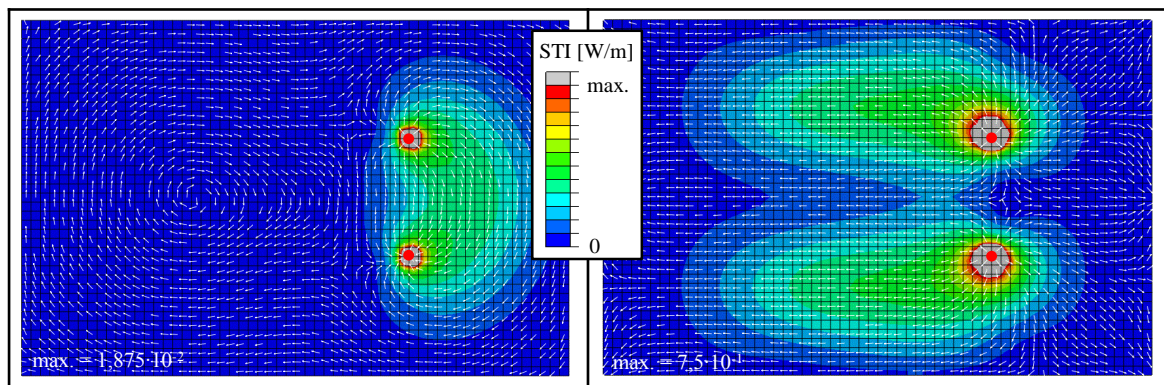 STI [W/m]
max.
0
max. = 1,875·10⁻²
max. = 7,5·10⁻¹